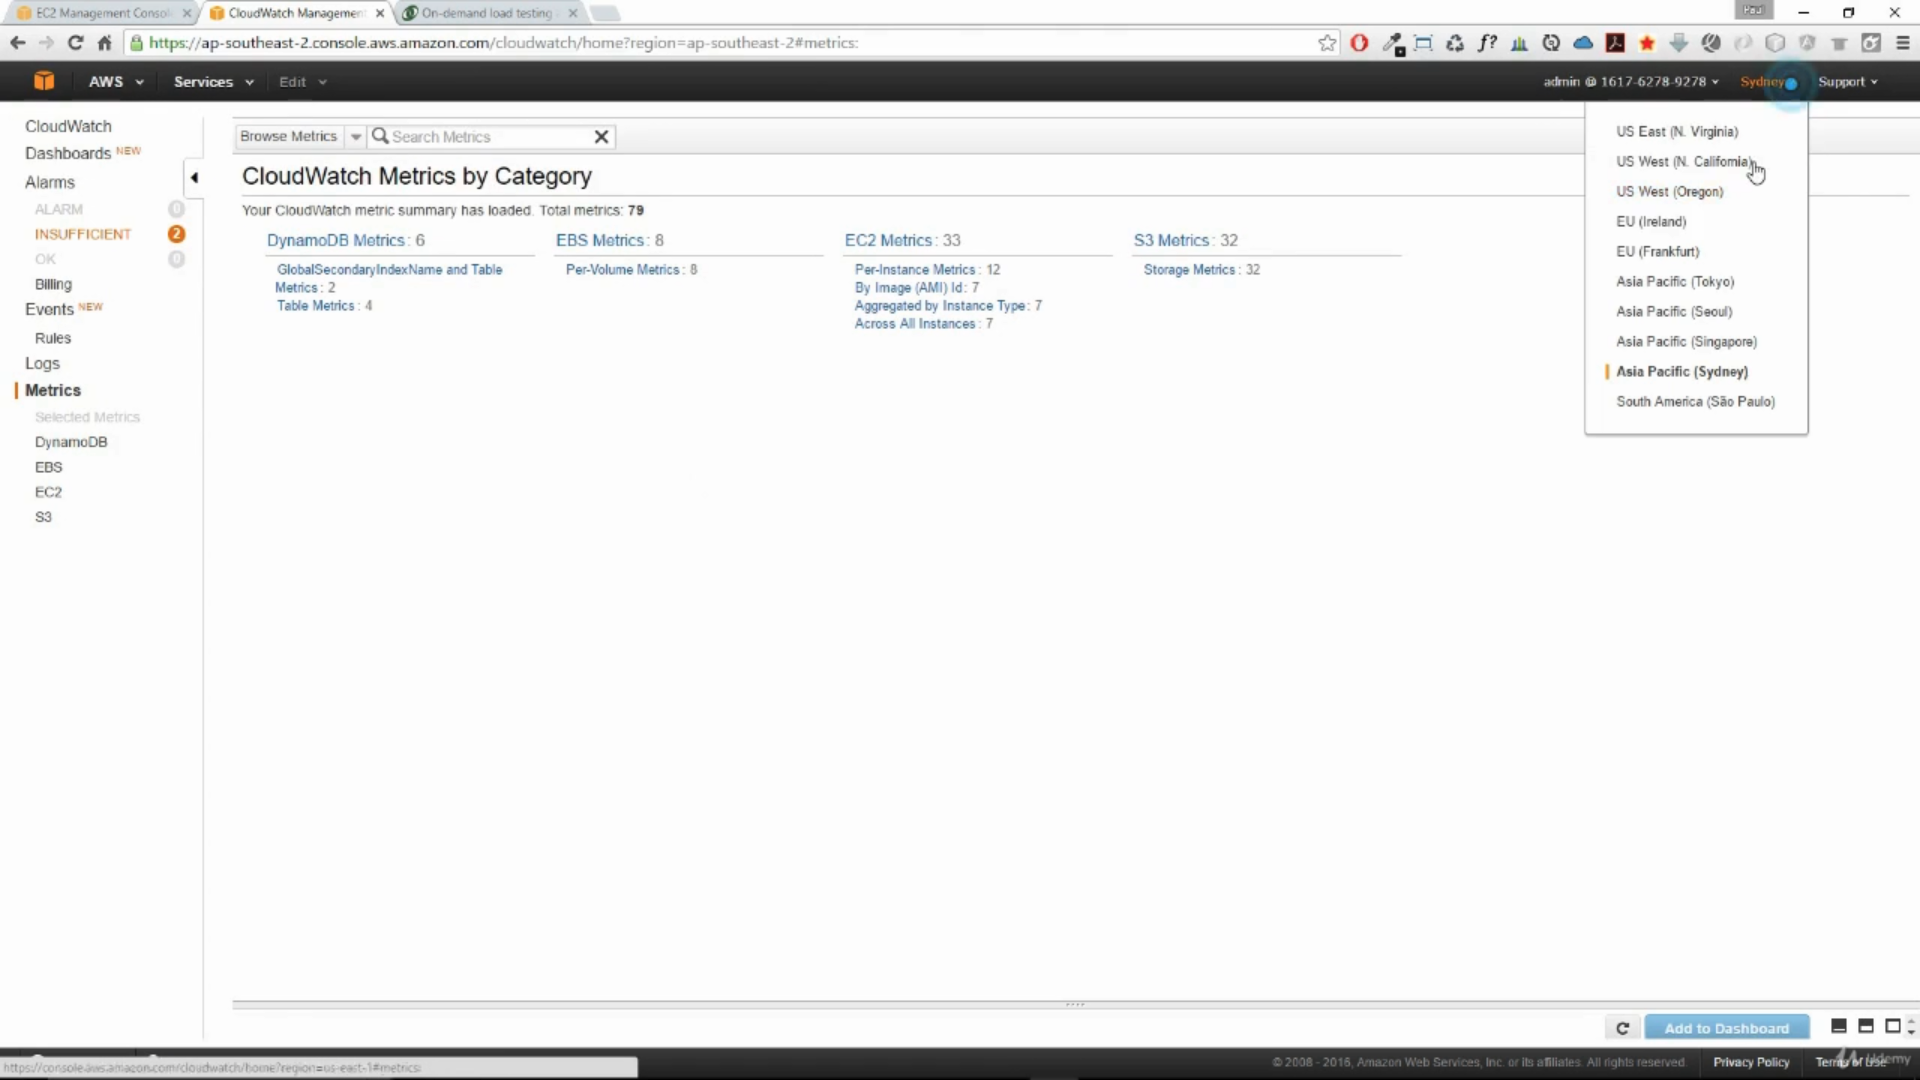 EC2 Management Consol
CloudWatch Management
On-demand load testing
Paul
https://ap-southeast-2.console.aws.amazon.com/cloudwatch/home?region=ap-southeast-2#metrics:
f?
AWS
Services
Edit
admin @ 1617-6278-9278
Sydney
Support
CloudWatch
Dashboards NEW
Alarms
ALARM 0
INSUFFICIENT 2
OK 0
Billing
Events NEW
Rules
Logs
Metrics
Selected Metrics
DynamoDB
EBS
EC2
S3
Browse Metrics
Search Metrics
CloudWatch Metrics by Category
Your CloudWatch metric summary has loaded. Total metrics: 79
DynamoDB Metrics: 6
GlobalSecondaryIndexName and Table
Metrics: 2
Table Metrics: 4
EBS Metrics: 8
Per-Volume Metrics: 8
EC2 Metrics: 33
Per-Instance Metrics: 12
By Image (AMI) Id: 7
Aggregated by Instance Type: 7
Across All Instances: 7
S3 Metrics: 32
Storage Metrics: 32
US East (N. Virginia)
US West (N. California)
US West (Oregon)
EU (Ireland)
EU (Frankfurt)
Asia Pacific (Tokyo)
Asia Pacific (Seoul)
Asia Pacific (Singapore)
Asia Pacific (Sydney)
South America (São Paulo)
Add to Dashboard
https://console.aws.amazon.com/cloudwatch/home?region=us-east-1#metrics:
© 2008 - 2016, Amazon Web Services, Inc. or its affiliates. All rights reserved.
Privacy Policy
Terms of Use
Udemy